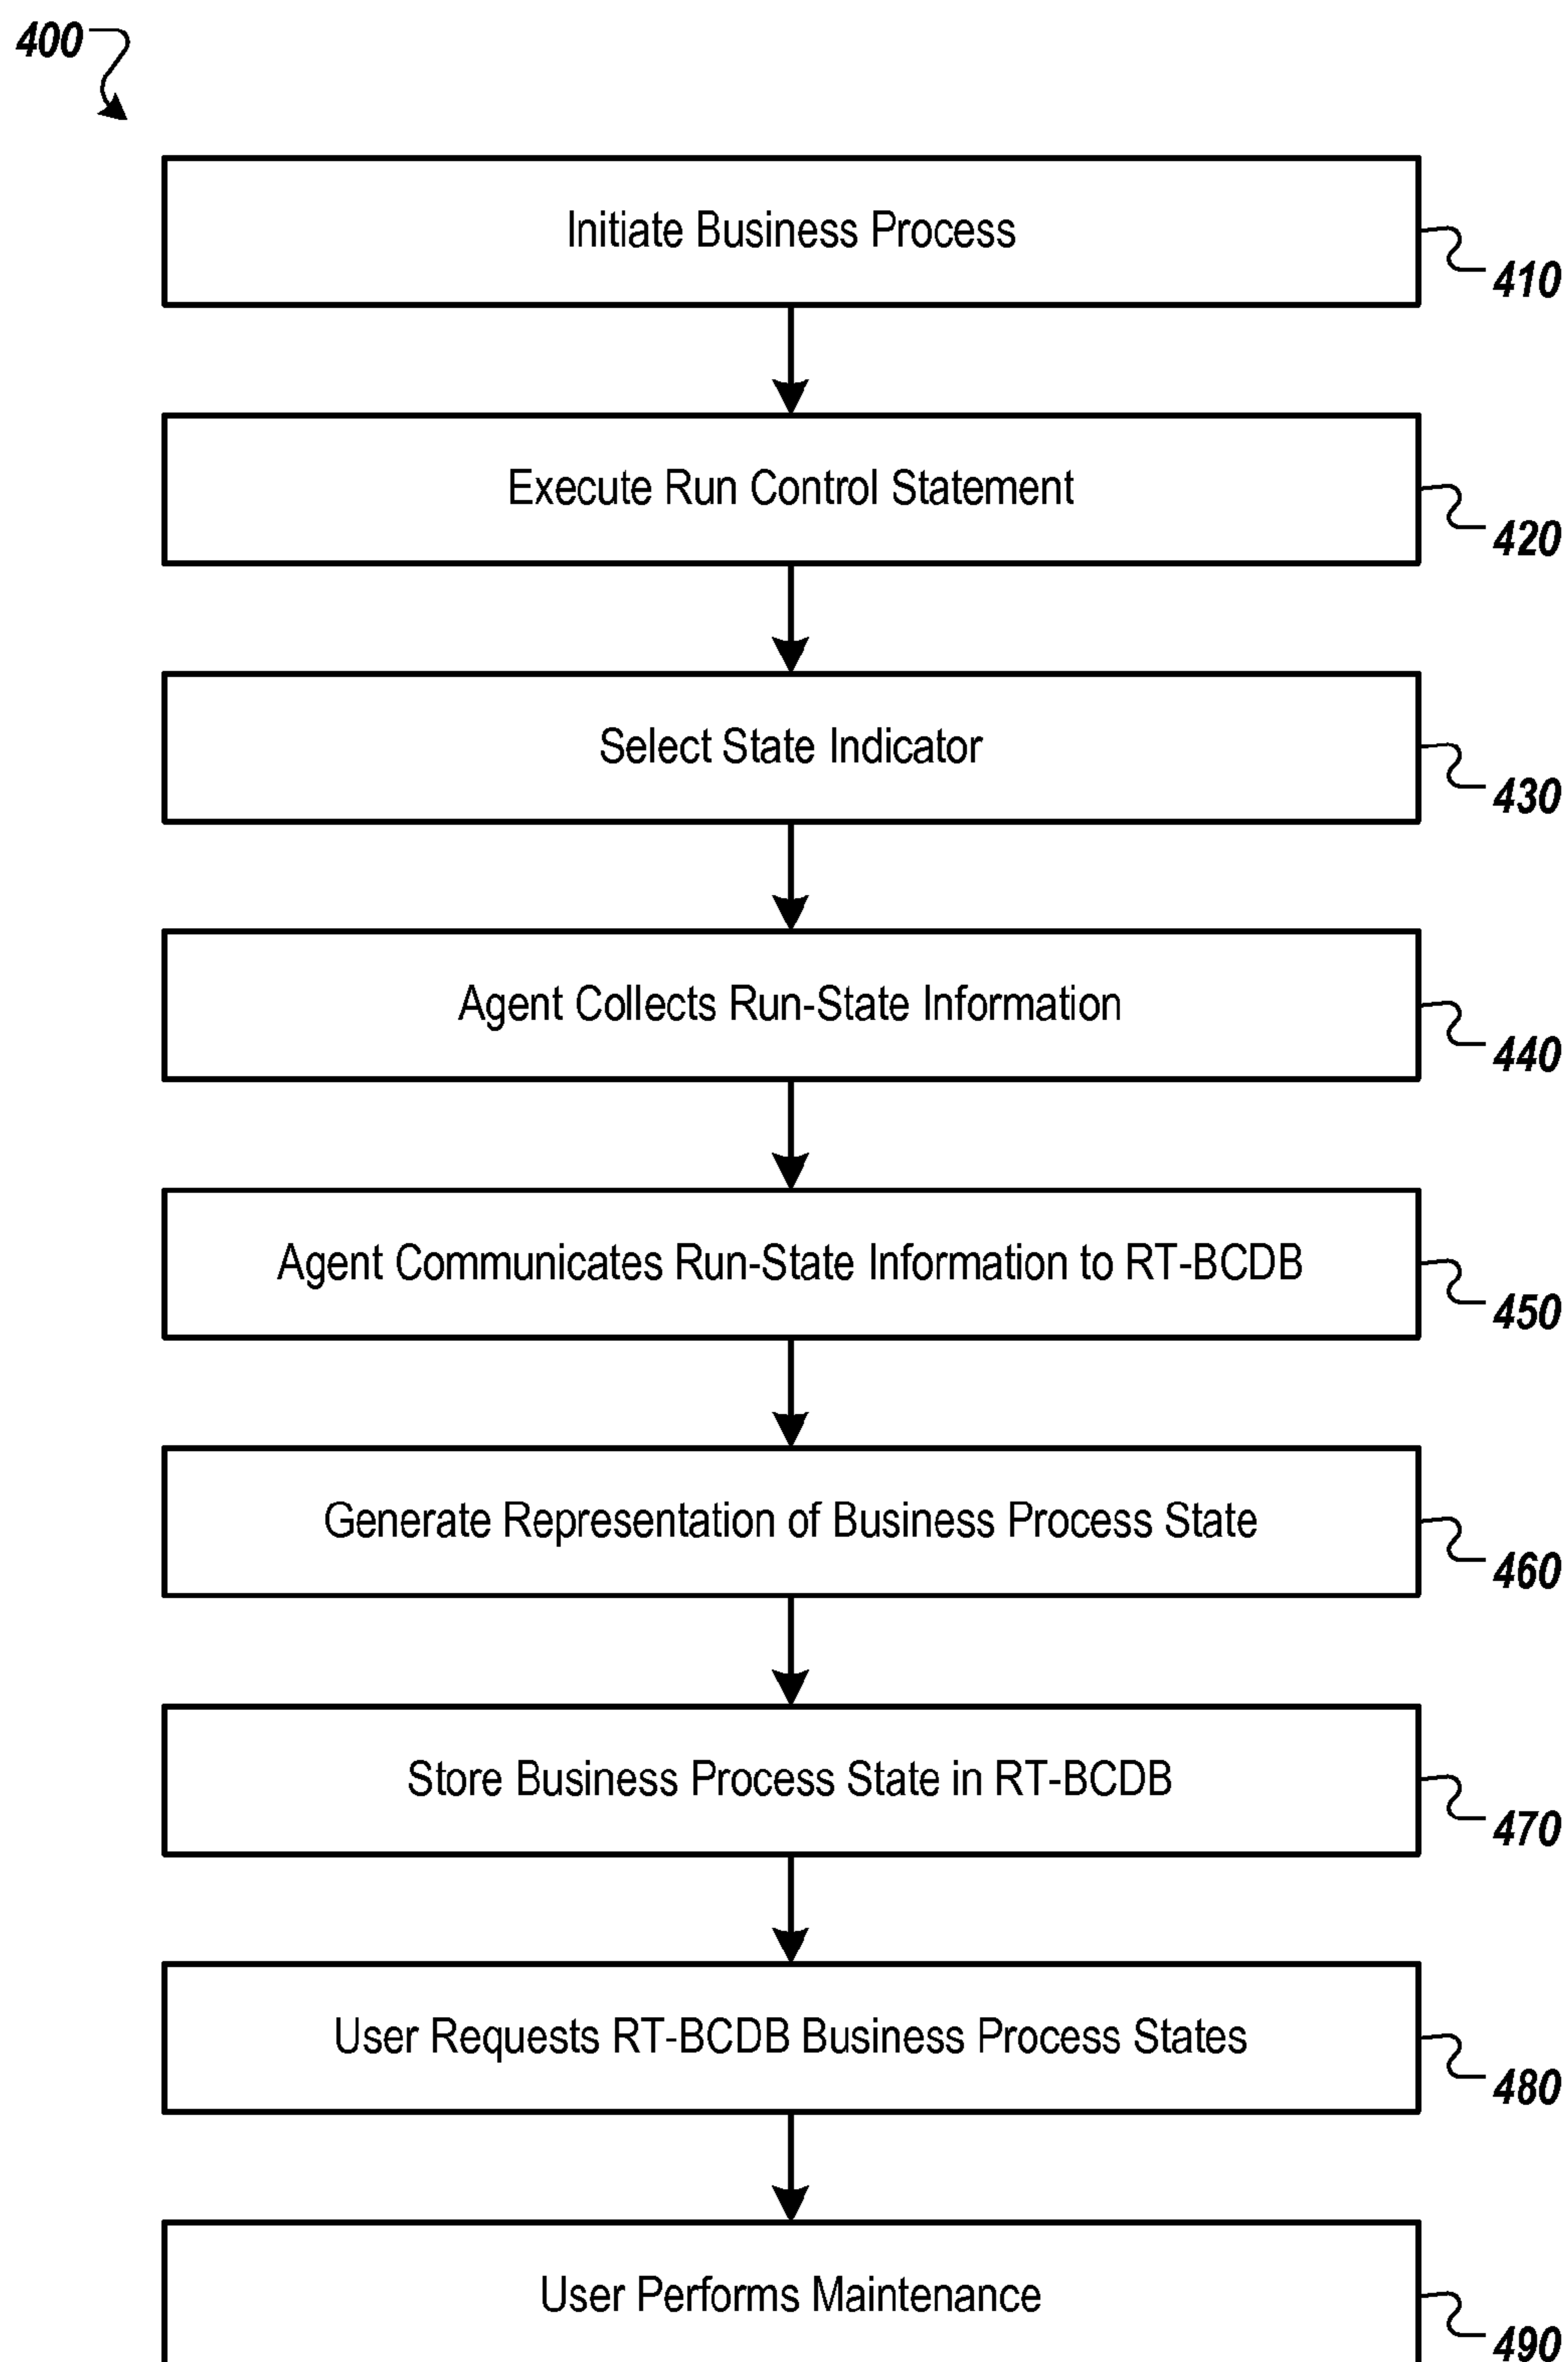 400
Initiate Business Process
410
Execute Run Control Statement
420
Select State Indicator
430
Agent Collects Run-State Information
440
Agent Communicates Run-State Information to RT-BCDB
450
Generate Representation of Business Process State
460
Store Business Process State in RT-BCDB
470
User Requests RT-BCDB Business Process States
480
User Performs Maintenance
490